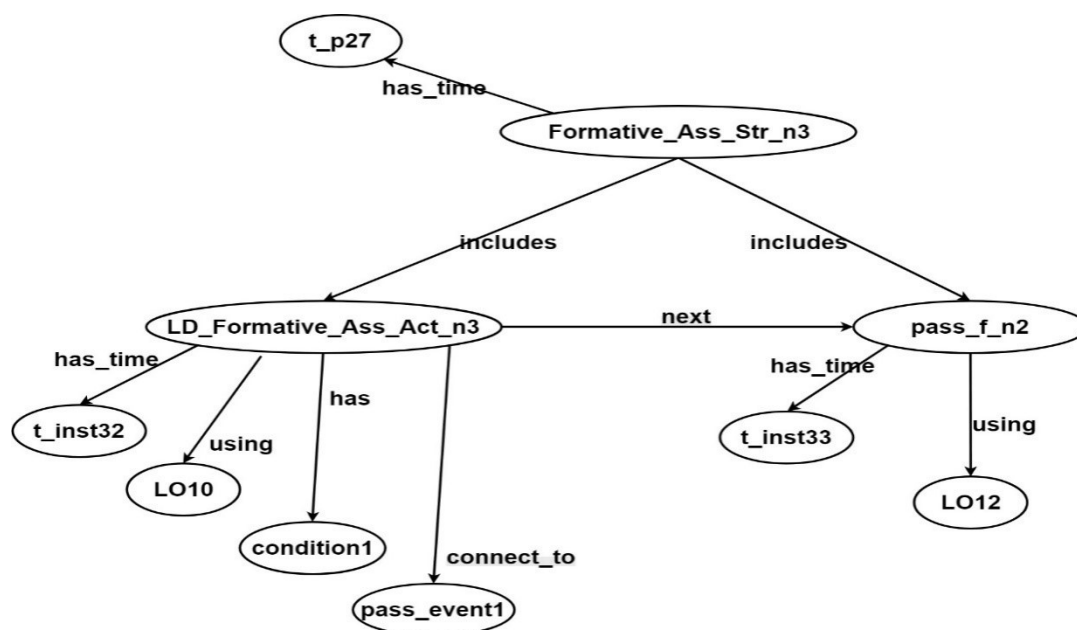 t_p27
has_time
Formative_Ass_Str_n3
includes
includes
LD_Formative_Ass_Act_n3
next
pass_f_n2
has_time
has_time
has
t_inst32
using
using
t_inst33
LO10
LO12
condition1
connect_to
pass_event1